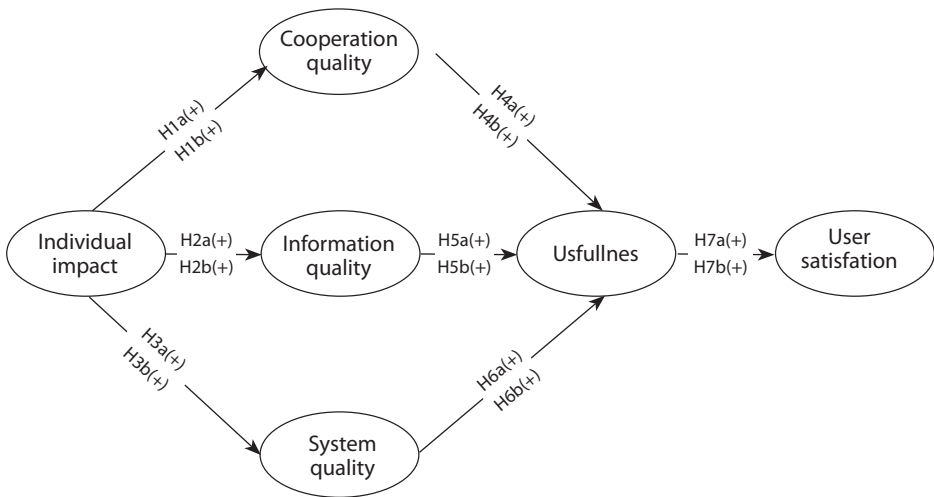 Cooperation
quality
H1a(+)
H1b(+)
H4a(+)
H4b(+)
Individual
impact
H2a(+)
H2b(+)
Information
quality
H5a(+)
H5b(+)
Usfullnes
H7a(+)
H7b(+)
User
satisfation
H3a(+)
H3b(+)
H6a(+)
H6b(+)
System
quality